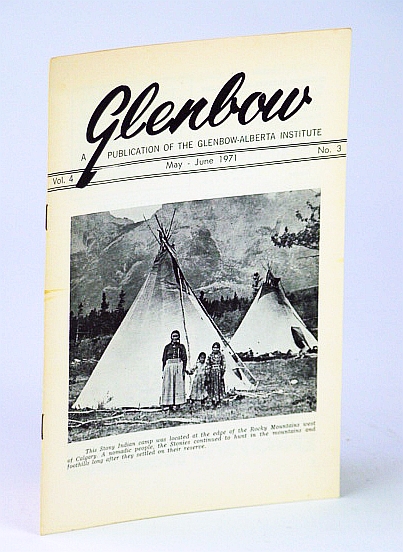 Glenbow
A PUBLICATION OF THE GLENBOW-ALBERTA INSTITUTE
Vol. 4 May - June 1971 No. 3
This Stony Indian camp was located at the edge of the Rocky Mountains west
of Calgary. A nomadic people, the Stonies continued to hunt in the mountains and
foothills long after they settled on their reserve.